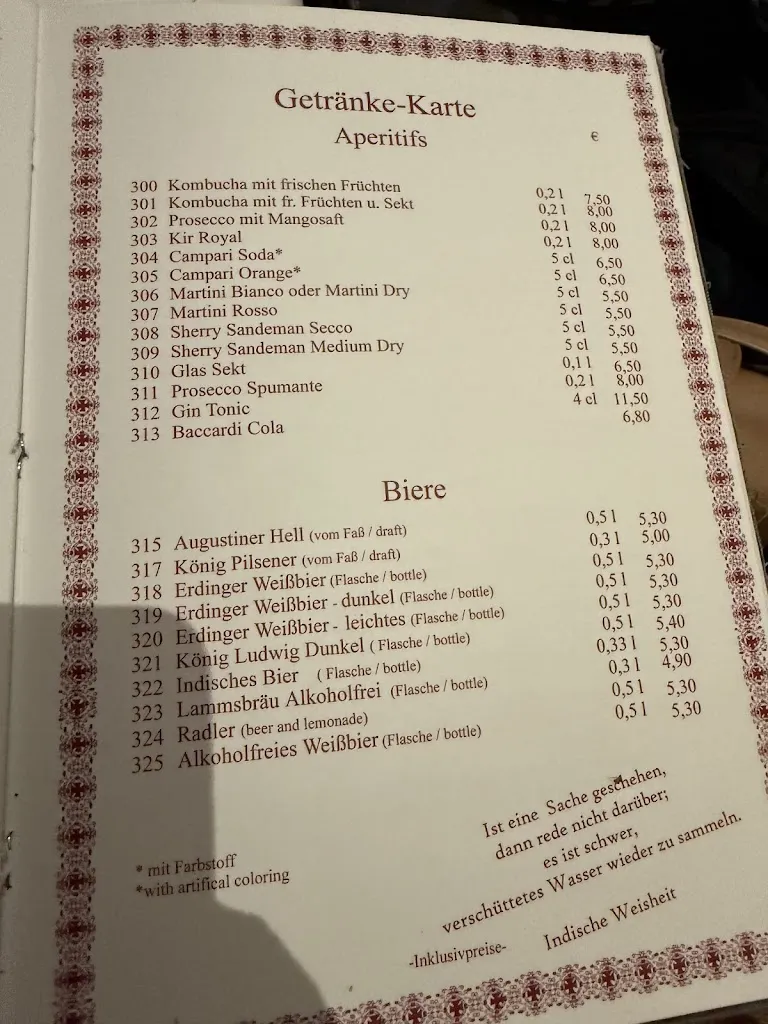 Getränke-Karte
Aperitifs €
300 Kombucha mit frischen Früchten 0,2 l 7,50
301 Kombucha mit fr. Früchten u. Sekt 0,2 l 8,00
302 Prosecco mit Mangosaft 0,2 l 8,00
303 Kir Royal 0,2 l 8,00
304 Campari Soda* 5 cl 6,50
305 Campari Orange* 5 cl 6,50
306 Martini Bianco oder Martini Dry 5 cl 5,50
307 Martini Rosso 5 cl 5,50
308 Sherry Sandeman Secco 5 cl 5,50
309 Sherry Sandeman Medium Dry 5 cl 5,50
310 Glas Sekt 0,1 l 6,50
311 Prosecco Spumante 0,2 l 8,00
312 Gin Tonic 4 cl 11,50
313 Baccardi Cola 6,80
Biere
315 Augustiner Hell (vom Faß / draft) 0,5 l 5,30
317 König Pilsener (vom Faß / draft) 0,3 l 5,00
318 Erdinger Weißbier (Flasche / bottle) 0,5 l 5,30
319 Erdinger Weißbier - dunkel (Flasche / bottle) 0,5 l 5,30
320 Erdinger Weißbier - leichtes (Flasche / bottle) 0,5 l 5,30
321 König Ludwig Dunkel ( Flasche / bottle) 0,5 l 5,40
322 Indisches Bier ( Flasche / bottle) 0,33 l 5,30
323 Lammsbräu Alkoholfrei (Flasche / bottle) 0,3 l 4,90
324 Radler (beer and lemonade) 0,5 l 5,30
325 Alkoholfreies Weißbier (Flasche / bottle) 0,5 l 5,30
Ist eine Sache geschehen,
dann rede nicht darüber;
es ist schwer,
verschüttetes Wasser wieder zu sammeln.
Indische Weisheit
* mit Farbstoff
*with artifical coloring
-Inklusivpreise-